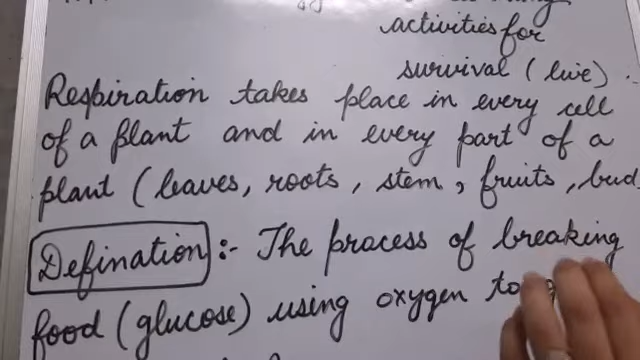 activities for
survival (live).
Respiration takes place in every cell
of a plant and in every part of a
plant (leaves, roots, stem, fruits, bud
Defination :- The process of breaking
food (glucose) using oxygen to